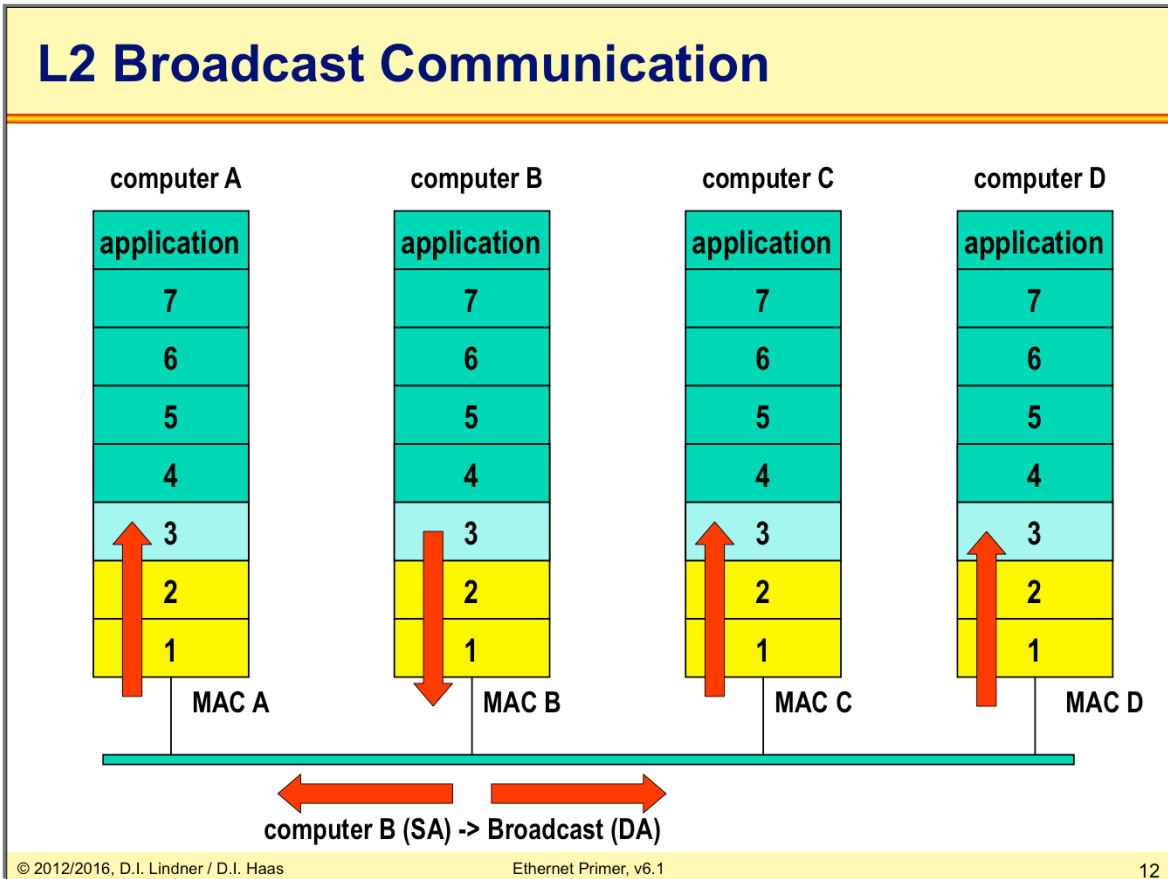 L2 Broadcast Communication
computer A computer B computer C computer D
application application application application
7 7 7 7
6 6 6 6
5 5 5 5
4 4 4 4
3 3 3 3
2 2 2 2
1 1 1 1
MAC A MAC B MAC C MAC D
computer B (SA) -> Broadcast (DA)
© 2012/2016, D.I. Lindner / D.I. Haas Ethernet Primer, v6.1 12